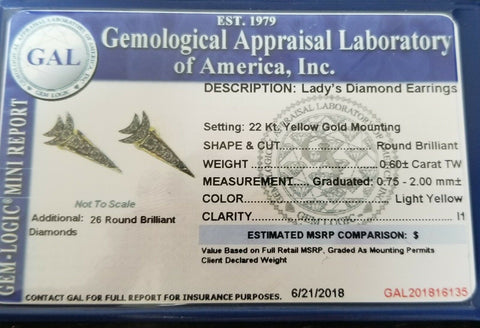 EST. 1979
GAL
Gemological Appraisal Laboratory
of America, Inc.
DESCRIPTION: Lady's Diamond Earrings
Setting: 22 Kt. Yellow Gold Mounting
SHAPE & CUT Round Brilliant
WEIGHT 0.60± Carat TW
MEASUREMENT Graduated: 0.75 - 2.00 mm±
COLOR Light Yellow
CLARITY I1
Not To Scale
Additional: 26 Round Brilliant
Diamonds
ESTIMATED MSRP COMPARISON: $
Value Based on Full Retail MSRP, Graded As Mounting Permits
Client Declared Weight
CONTACT GAL FOR FULL REPORT FOR INSURANCE PURPOSES.
6/21/2018
GAL201816135
GEM-LOGIC® MINI REPORT
GEM LOGIC